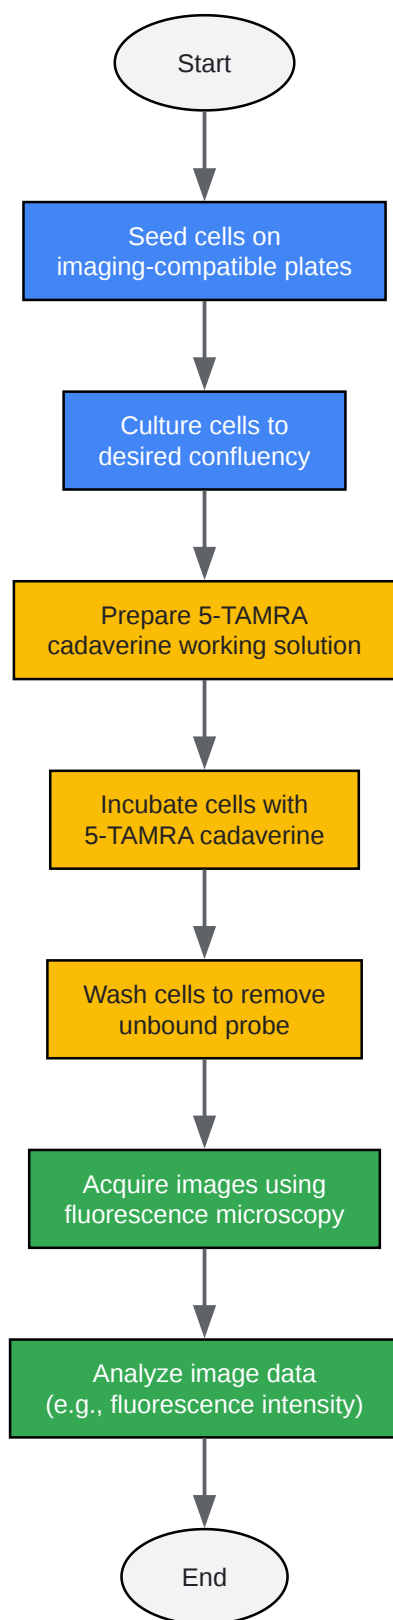 Start
Seed cells on
imaging-compatible plates
Culture cells to
desired confluency
Prepare 5-TAMRA
cadaverine working solution
Incubate cells with
5-TAMRA cadaverine
Wash cells to remove
unbound probe
Acquire images using
fluorescence microscopy
Analyze image data
(e.g., fluorescence intensity)
End